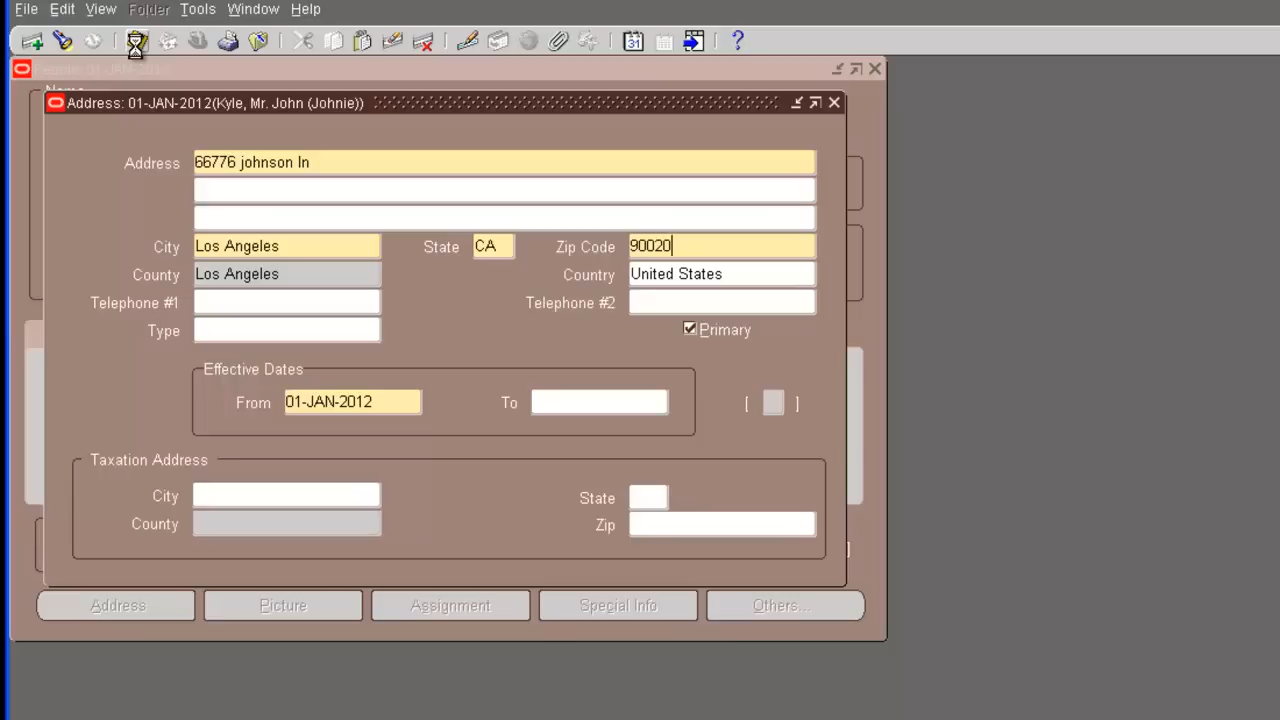 File Edit View Folder Tools Window Help
31 ?
Address: 01-JAN-2012(Kyle, Mr. John (Johnie))
Address 66776 johnson ln
City Los Angeles State CA Zip Code 90020
County Los Angeles Country United States
Telephone #1 Telephone #2
Type Primary
Effective Dates
From 01-JAN-2012 To [ ]
Taxation Address
City State
County Zip
Address Picture Assignment Special Info Others...